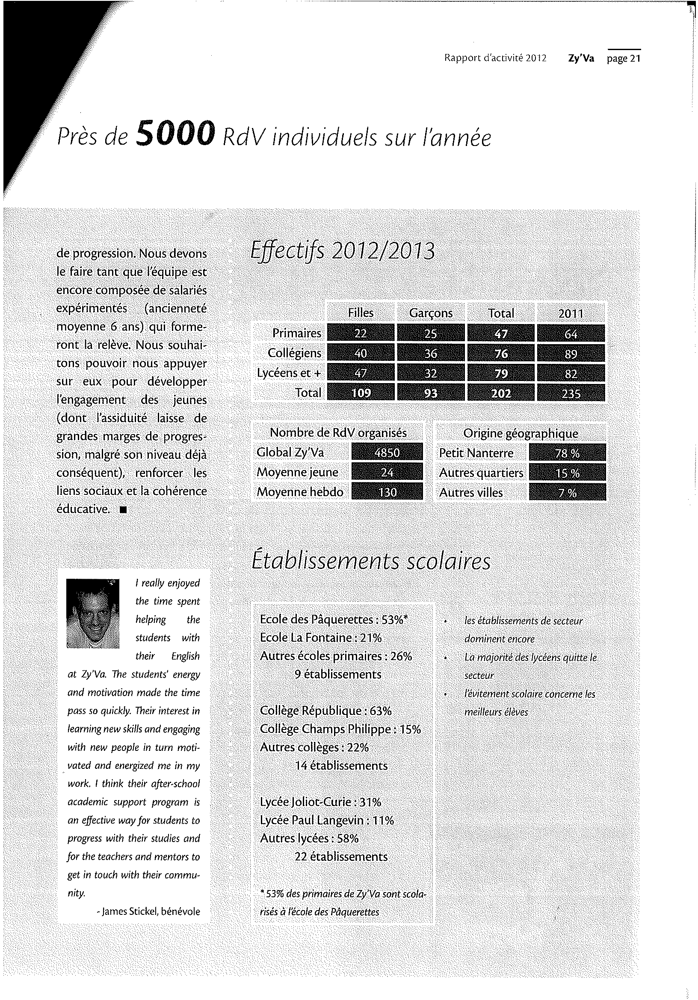 Rapport d'activité 2012 Zy'Va page 21
Près de 5000 RdV individuels sur l'année
de progression. Nous devons
le faire tant que l'équipe est
encore composée de salariés
expérimentés (ancienneté
moyenne 6 ans) qui forme-
ront la relève. Nous souhai-
tons pouvoir nous appuyer
sur eux pour développer
l'engagement des jeunes
(dont l'assiduité laisse de
grandes marges de progres-
sion, malgré son niveau déjà
conséquent), renforcer les
liens sociaux et la cohérence
éducative. ■
I really enjoyed
the time spent
helping the
students with
their English
at Zy'Va. The students' energy
and motivation made the time
pass so quickly. Their interest in
learning new skills and engaging
with new people in turn moti-
vated and energized me in my
work. I think their after-school
academic support program is
an effective way for students to
progress with their studies and
for the teachers and mentors to
get in touch with their commu-
nity.
- James Stickel, bénévole
Effectifs 2012/2013
Filles Garçons Total 2011
Primaires 22 25 47 64
Collégiens 40 36 76 89
Lycéens et + 47 32 79 82
Total 109 93 202 235
Nombre de RdV organisés
Global Zy'Va 4850
Moyenne jeune 24
Moyenne hebdo 130
Origine géographique
Petit Nanterre 78 %
Autres quartiers 15 %
Autres villes 7 %
Établissements scolaires
Ecole des Pâquerettes : 53%*
Ecole La Fontaine : 21%
Autres écoles primaires : 26%
9 établissements
Collège République : 63%
Collège Champs Philippe : 15%
Autres collèges : 22%
14 établissements
Lycée Joliot-Curie : 31%
Lycée Paul Langevin : 11%
Autres lycées : 58%
22 établissements
* 53% des primaires de Zy'Va sont scola-
risés à l'école des Pâquerettes
• les établissements de secteur
dominent encore
• La majorité des lycéens quitte le
secteur
• l'évitement scolaire concerne les
meilleurs élèves